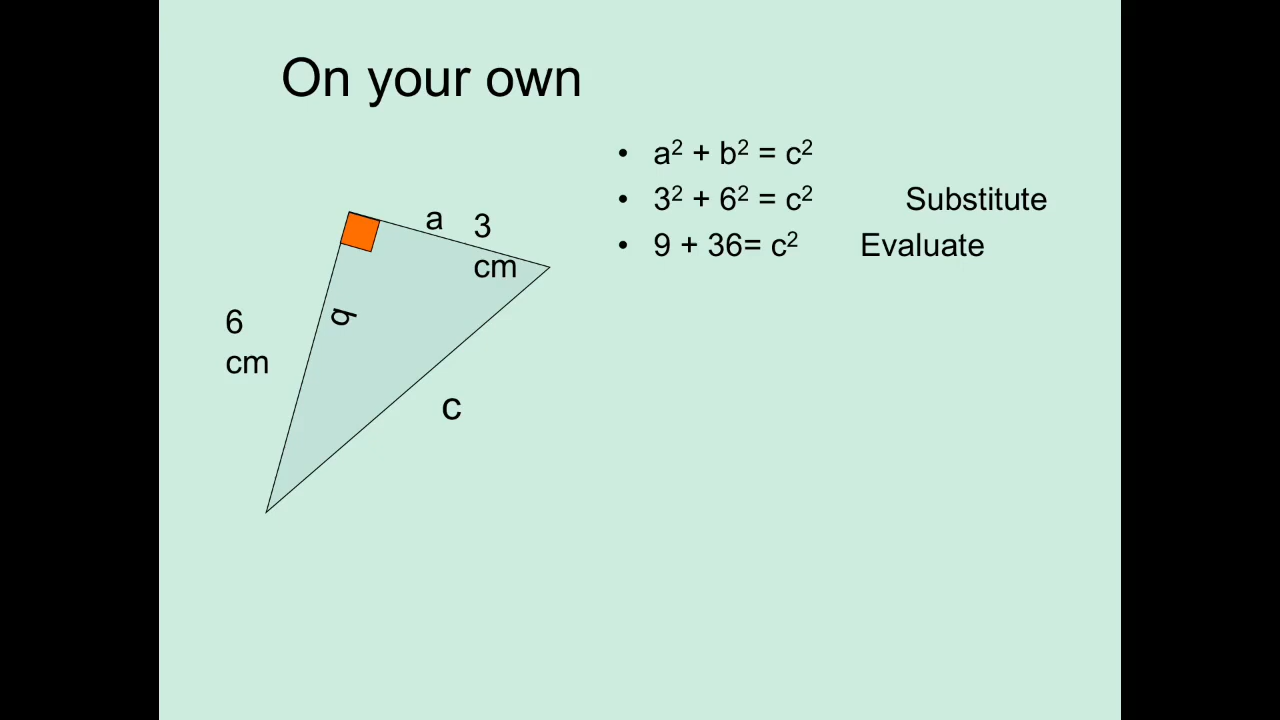 On your own
• a² + b² = c²
• 3² + 6² = c² Substitute
• 9 + 36= c² Evaluate
a
3
cm
b
6
cm
c